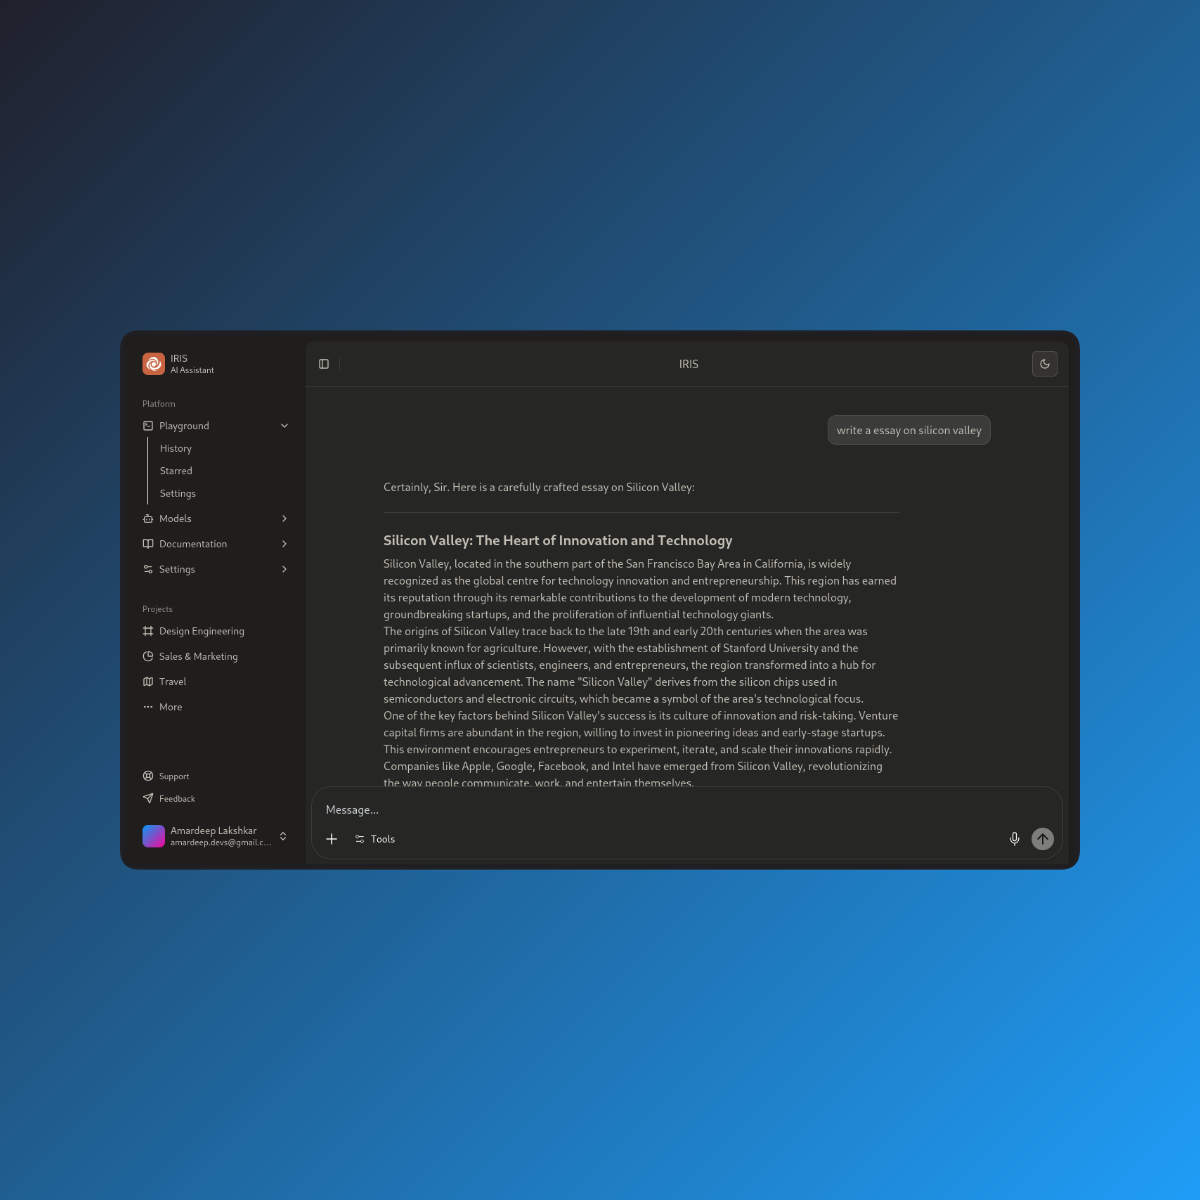 IRIS
AI Assistant
Platform
Playground
History
Starred
Settings
Models
Documentation
Settings
Projects
Design Engineering
Sales & Marketing
Travel
More
Support
Feedback
Amardeep Lakshkar
amardeep.devs@gmail.c...
IRIS
write a essay on silicon valley
Certainly, Sir. Here is a carefully crafted essay on Silicon Valley:
Silicon Valley: The Heart of Innovation and Technology
Silicon Valley, located in the southern part of the San Francisco Bay Area in California, is widely
recognized as the global centre for technology innovation and entrepreneurship. This region has earned
its reputation through its remarkable contributions to the development of modern technology,
groundbreaking startups, and the proliferation of influential technology giants.
The origins of Silicon Valley trace back to the late 19th and early 20th centuries when the area was
primarily known for agriculture. However, with the establishment of Stanford University and the
subsequent influx of scientists, engineers, and entrepreneurs, the region transformed into a hub for
technological advancement. The name "Silicon Valley" derives from the silicon chips used in
semiconductors and electronic circuits, which became a symbol of the area's technological focus.
One of the key factors behind Silicon Valley's success is its culture of innovation and risk-taking. Venture
capital firms are abundant in the region, willing to invest in pioneering ideas and early-stage startups.
This environment encourages entrepreneurs to experiment, iterate, and scale their innovations rapidly.
Companies like Apple, Google, Facebook, and Intel have emerged from Silicon Valley, revolutionizing
the way people communicate, work, and entertain themselves.
Message...
Tools